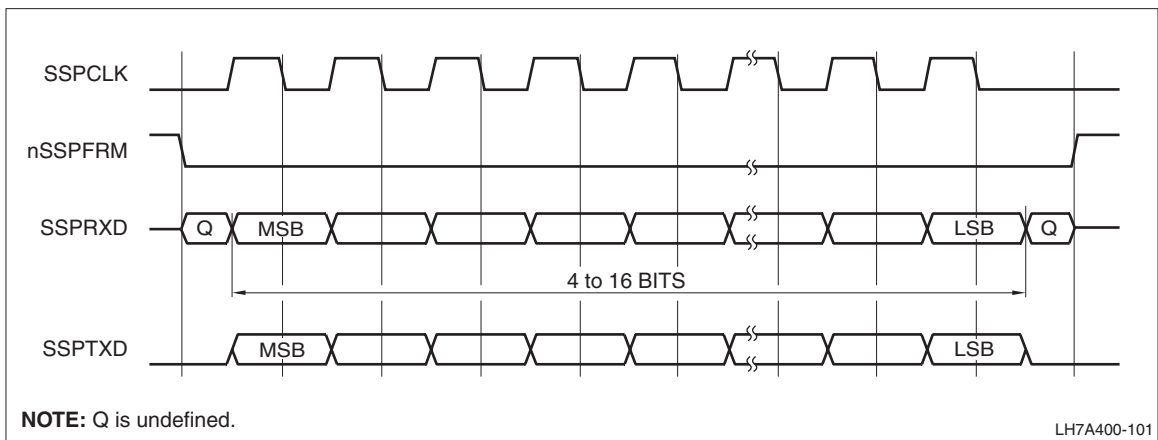 SSPCLK
nSSPFRM
SSPRXD
Q
MSB
LSB
Q
4 to 16 BITS
SSPTXD
MSB
LSB
NOTE: Q is undefined.
LH7A400-101